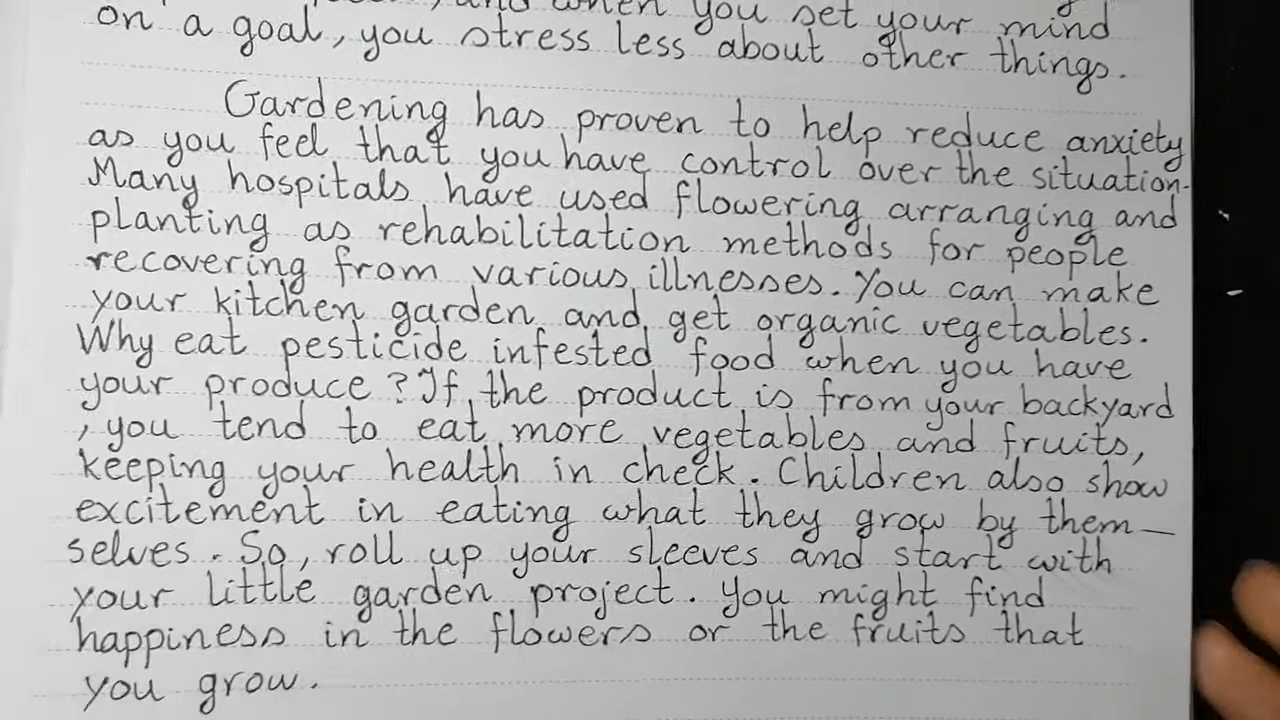 and when you set your mind
on a goal, you stress less about other things.
Gardening has proven to help reduce anxiety
as you feel that you have control over the situation.
Many hospitals have used flowering arranging and
planting as rehabilitation methods for people
recovering from various illnesses. You can make
your kitchen garden and get organic vegetables.
Why eat pesticide infested food when you have
your produce? If the product is from your backyard
, you tend to eat more vegetables and fruits,
keeping your health in check. Children also show
excitement in eating what they grow by them-
selves. So, roll up your sleeves and start with
your little garden project. You might find
happiness in the flowers or the fruits that
you grow.